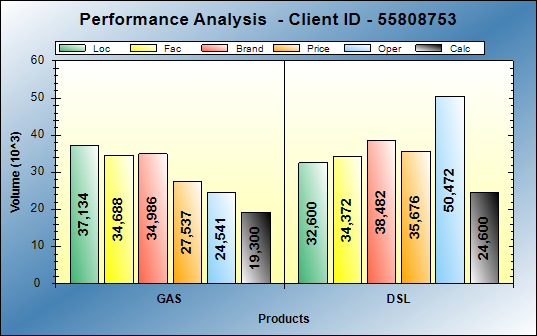 Performance Analysis - Client ID - 55808753
Loc Fac Brand Price Oper Calc
Volume (10^3)
60
50
40
30
20
10
0
37,134 34,688 34,986 27,537 24,541 19,300 32,600 34,372 38,482 35,676 50,472 24,600
GAS DSL
Products